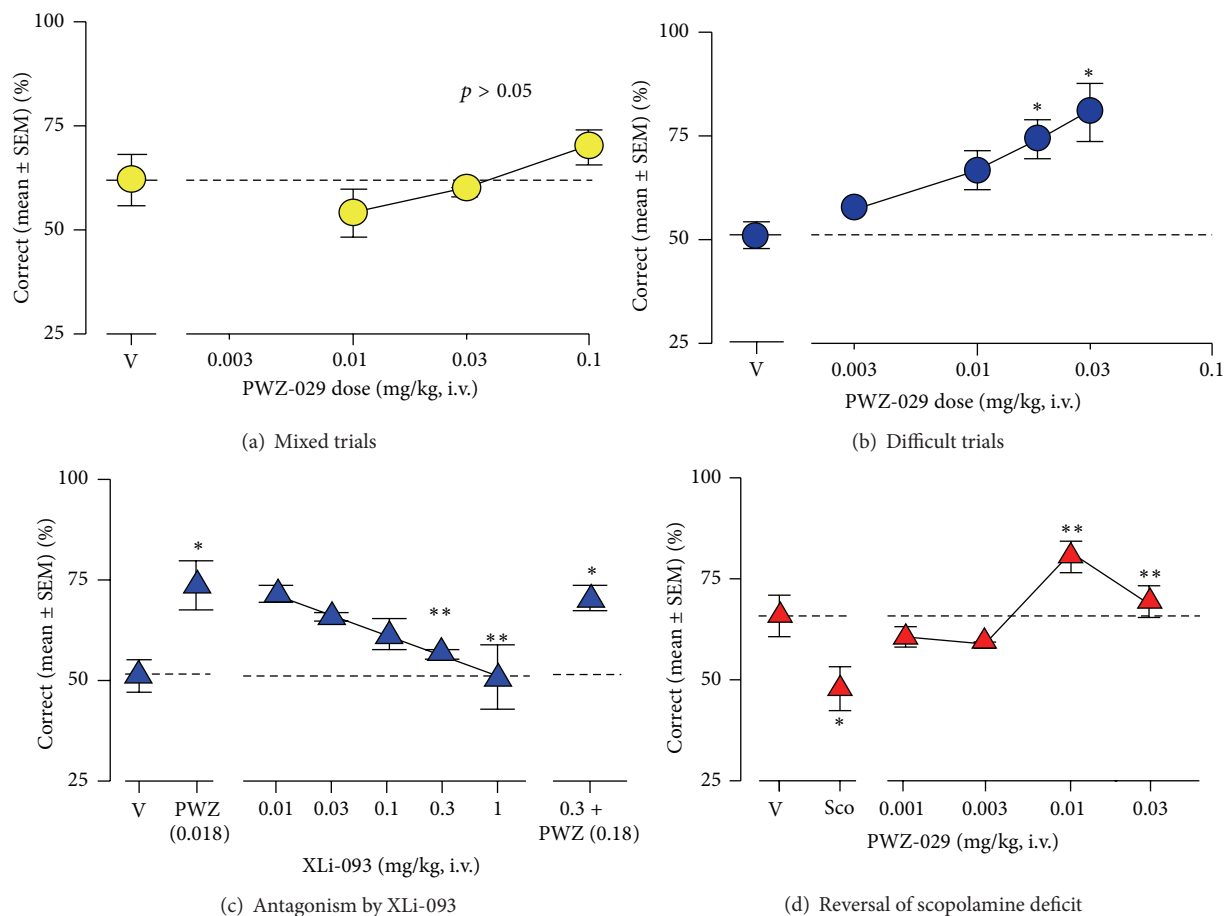 100
75
50
25
Correct (mean ± SEM) (%)
p > 0.05
V
0.003
0.01
0.03
0.1
PWZ-029 dose (mg/kg, i.v.)
(a) Mixed trials
100
75
50
25
Correct (mean ± SEM) (%)
*
*
V
0.003
0.01
0.03
0.1
PWZ-029 dose (mg/kg, i.v.)
(b) Difficult trials
100
75
50
25
Correct (mean ± SEM) (%)
*
**
**
*
V
PWZ
(0.018)
0.01
0.03
0.1
0.3
1
0.3 +
PWZ (0.18)
XLi-093 (mg/kg, i.v.)
(c) Antagonism by XLi-093
100
75
50
25
Correct (mean ± SEM) (%)
*
**
**
V
Sco
0.001
0.003
0.01
0.03
PWZ-029 (mg/kg, i.v.)
(d) Reversal of scopolamine deficit